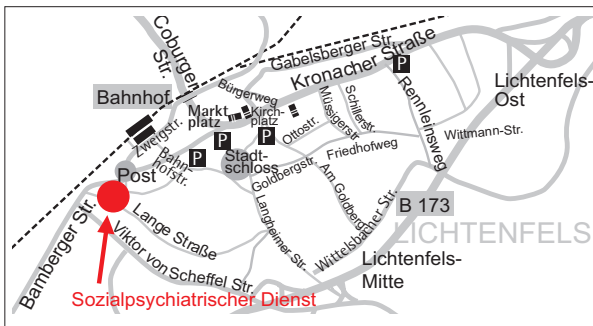 Coburger
Str.
Gabelsberger Str.
Kronacher Straße
P
Bahnhof
Bürgerweg
Markt
platz
Kirch-
platz
Zweigstr.
Müssigerstr.
Schillerstr.
Rennleinsweg
Lichtenfels-
Ost
Ottostr.
P
P
P
Wittmann-Str.
Bahn-
hofstr.
Stadt-
schloss
Friedhofweg
Post
Goldbergstr.
Am Goldberg
Bamberger Str.
Lange Straße
Langheimer Str.
Wittelsbacher Str.
B 173
LICHTENFELS
Viktor von Scheffel Str.
Lichtenfels-
Mitte
Sozialpsychiatrischer Dienst